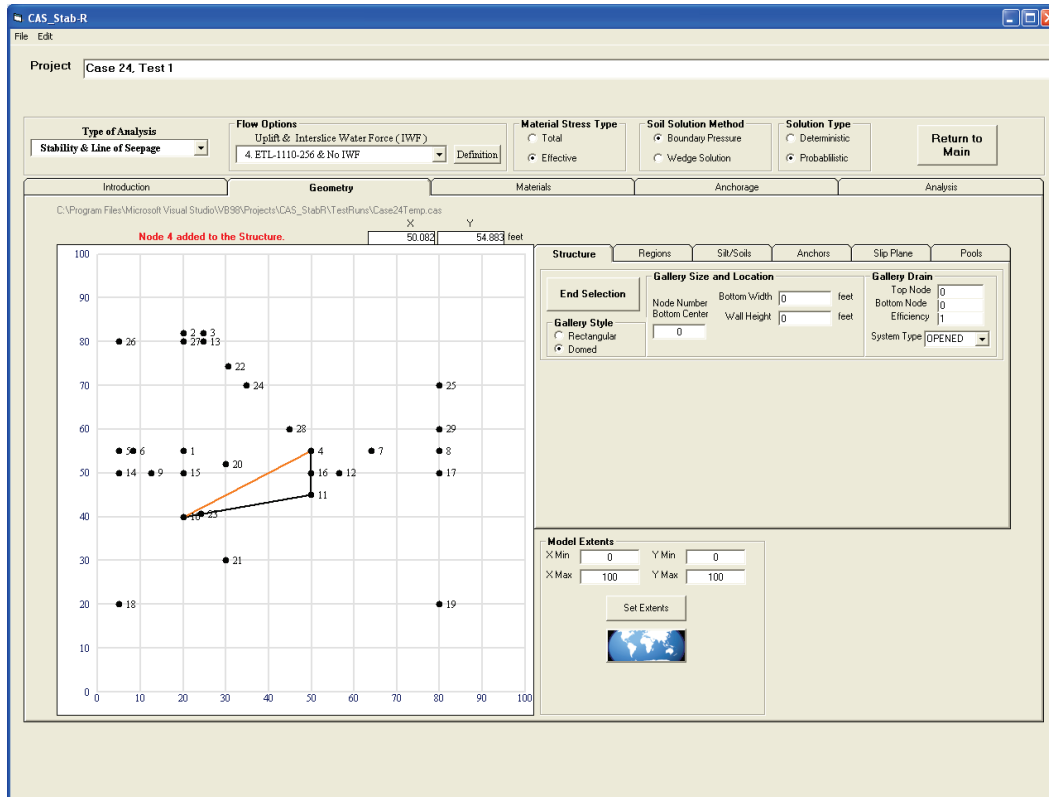 CAS_Stab-R
File Edit
Project Case 24, Test 1
Type of Analysis
Stability & Line of Seepage
Flow Options
Uplift & Interslice Water Force ( IWF )
4. ETL-1110-256 & No IWF Definition
Material Stress Type
Total
Effective
Soil Solution Method
Boundary Pressure
Wedge Solution
Solution Type
Deterministic
Probablilistic
Return to
Main
Introduction Geometry Materials Anchorage Analysis
C:\Program Files\Microsoft Visual Studio\VB98\Projects\CAS_StabR\TestRuns\Case24Temp.cas
X Y
Node 4 added to the Structure. 50.082 54.883 feet
100
90
2 3
80 26 27 13
22
70 24 25
60 28 29
5 6 1 4 7 8
20
50 14 9 15 16 12 17
11
40 10 23
30 21
20 18 19
10
0
0 10 20 30 40 50 60 70 80 90 100
Structure Regions Silt/Soils Anchors Slip Plane Pools
End Selection
Gallery Style
Rectangular
Domed
Gallery Size and Location
Node Number
Bottom Center
0
Bottom Width 0 feet
Wall Height 0 feet
Gallery Drain
Top Node 0
Bottom Node 0
Efficiency 1
System Type OPENED
Model Extents
X Min 0 Y Min 0
X Max 100 Y Max 100
Set Extents